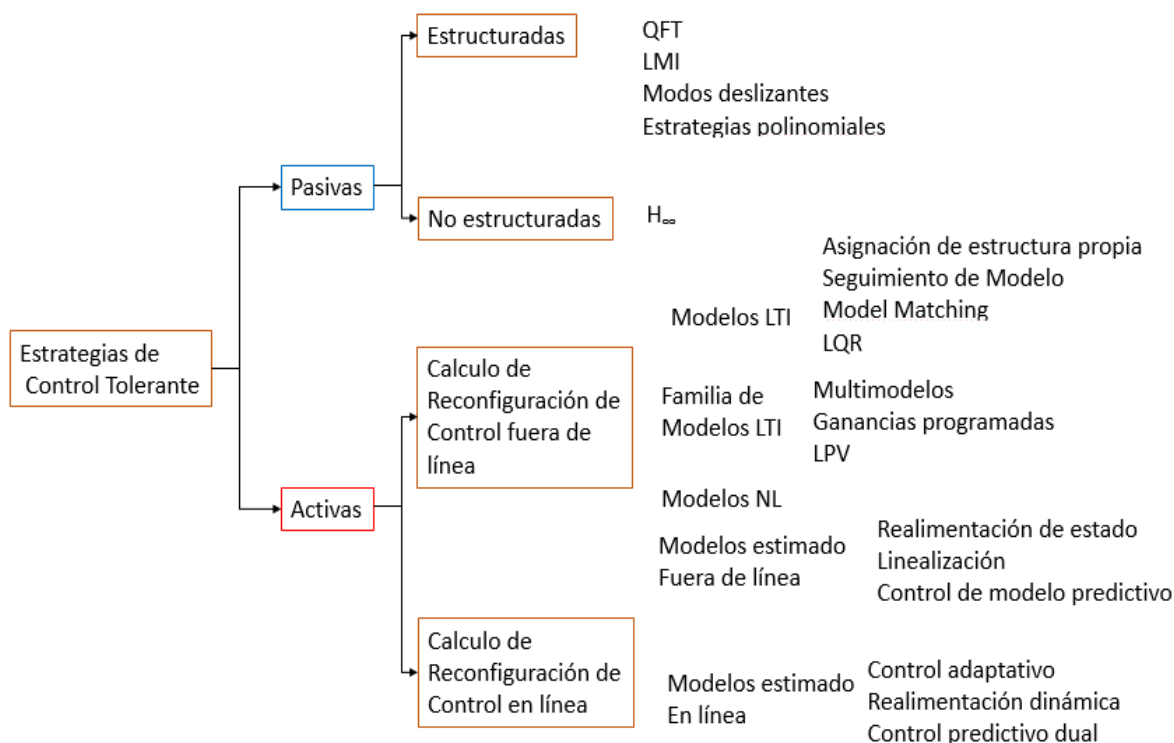 Estructuradas
QFT
LMI
Modos deslizantes
Estrategias polinomiales
Pasivas
No estructuradas
H∞
Asignación de estructura propia
Seguimiento de Modelo
Modelos LTI
Model Matching
LQR
Estrategias de
Control Tolerante
Calculo de
Reconfiguración de
Control fuera de
línea
Familia de
Modelos LTI
Multimodelos
Ganancias programadas
LPV
Activas
Modelos NL
Modelos estimado
Fuera de línea
Realimentación de estado
Linealización
Control de modelo predictivo
Calculo de
Reconfiguración de
Control en línea
Modelos estimado
En línea
Control adaptativo
Realimentación dinámica
Control predictivo dual